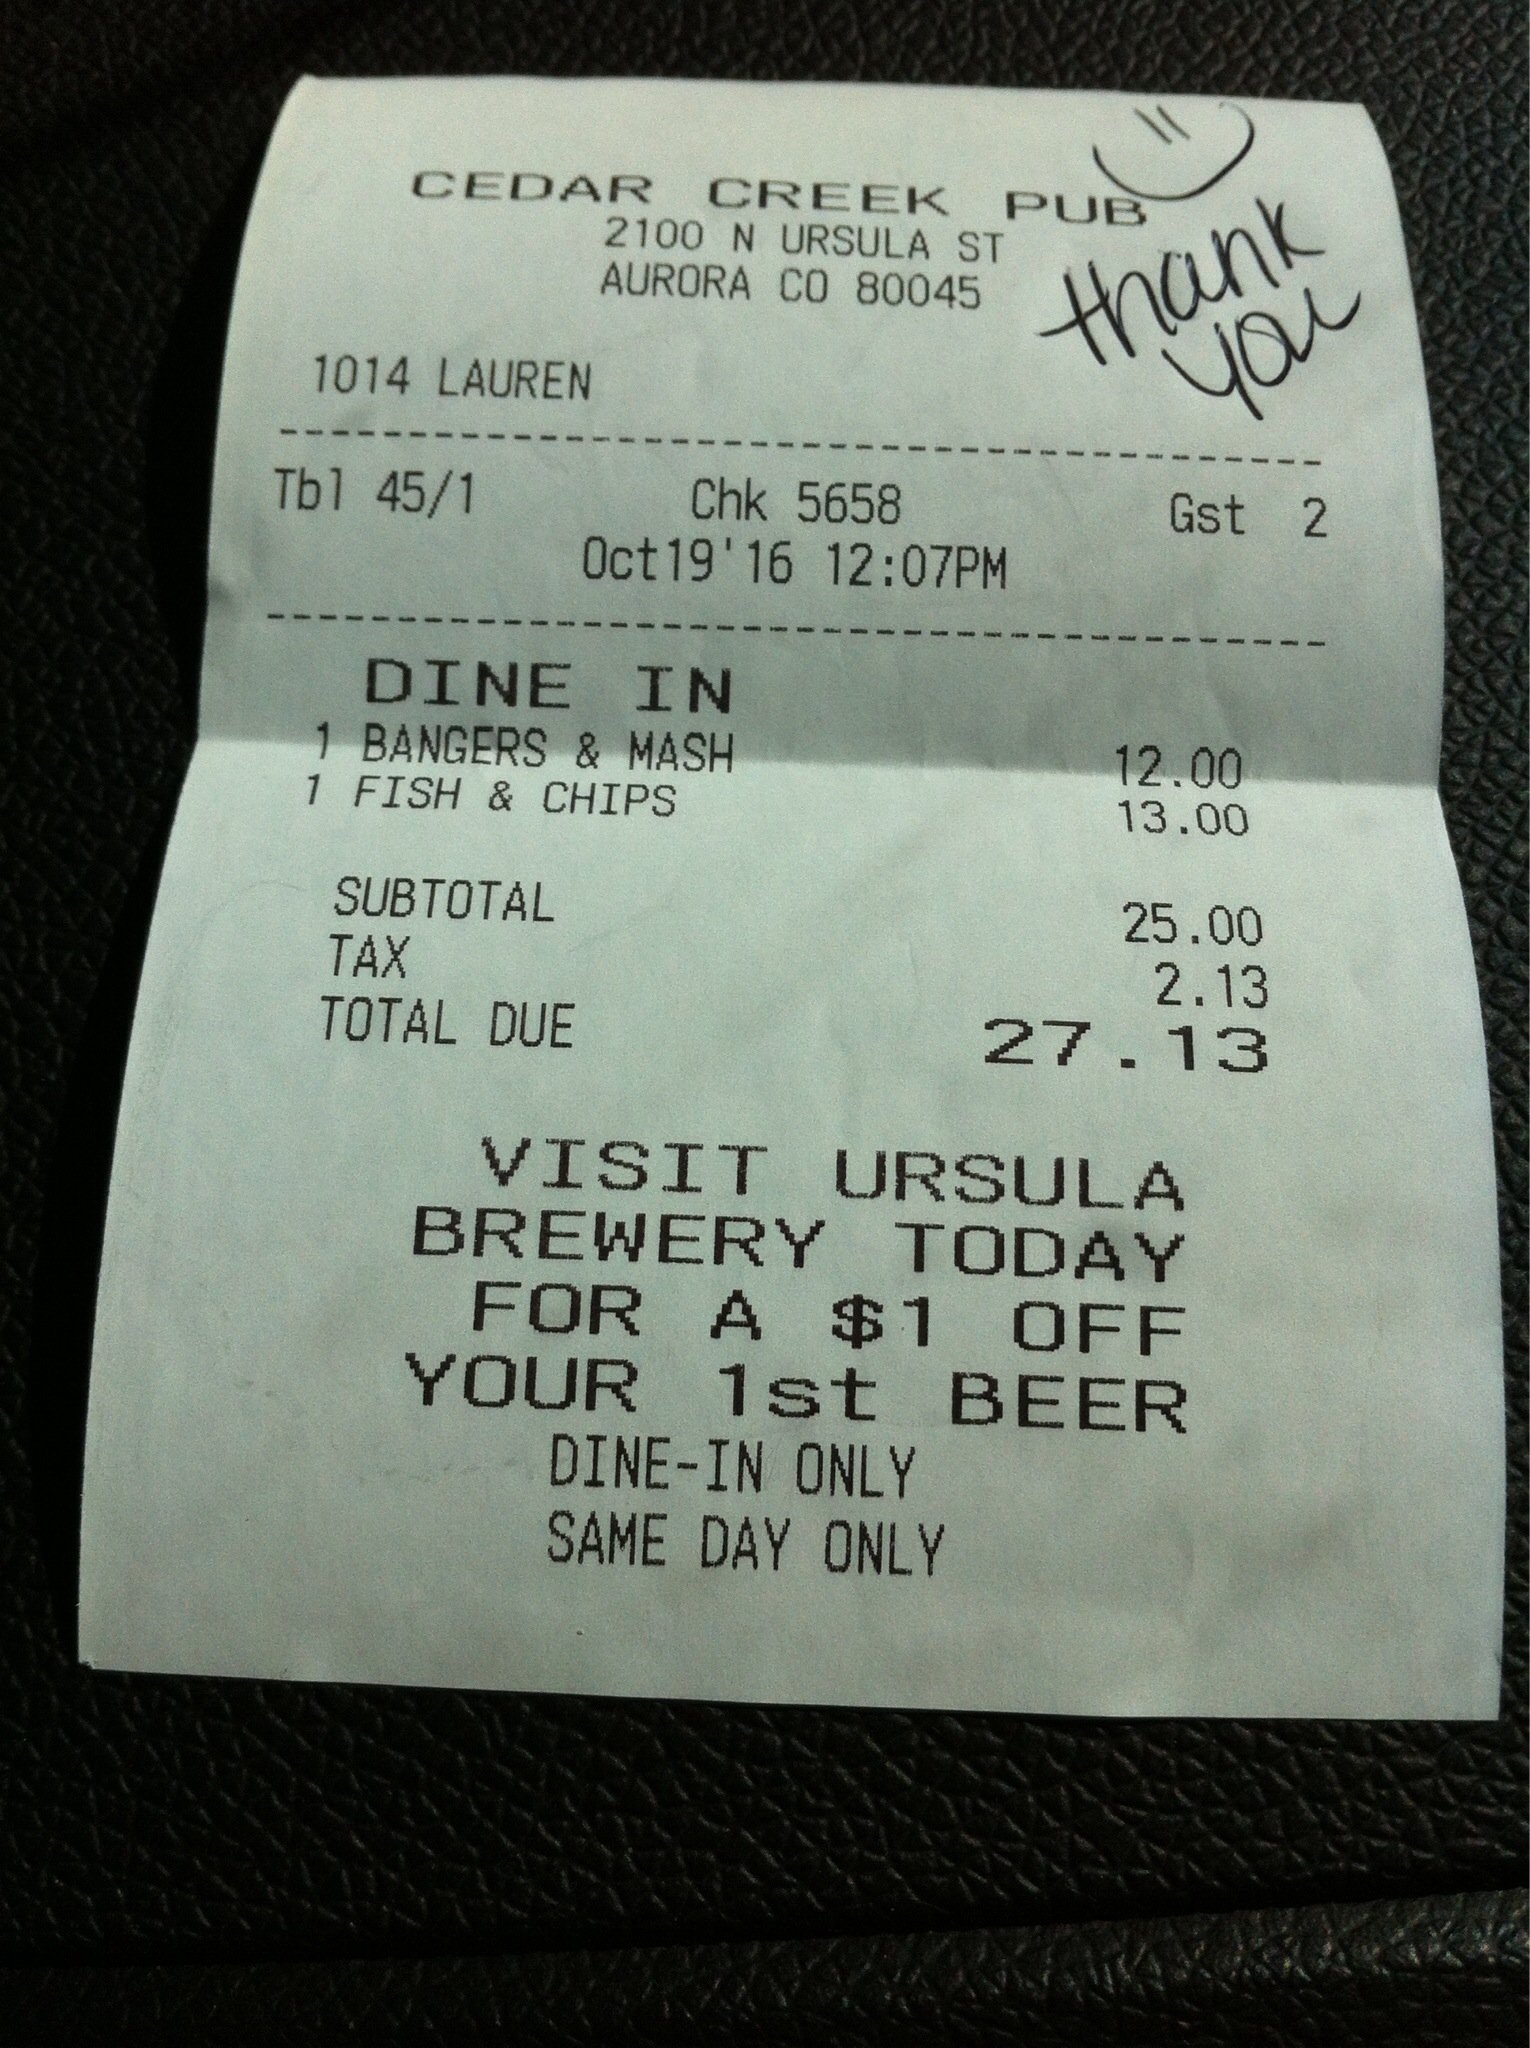 CEDAR CREEK PUB
2100 N URSULA ST
AURORA CO 80045
thank
you
1014 LAUREN
Tbl 45/1 Chk 5658 Gst 2
Oct19'16 12:07PM
DINE IN
1 BANGERS & MASH 12.00
1 FISH & CHIPS 13.00
SUBTOTAL 25.00
TAX 2.13
TOTAL DUE 27.13
VISIT URSULA
BREWERY TODAY
FOR A $1 OFF
YOUR 1st BEER
DINE-IN ONLY
SAME DAY ONLY